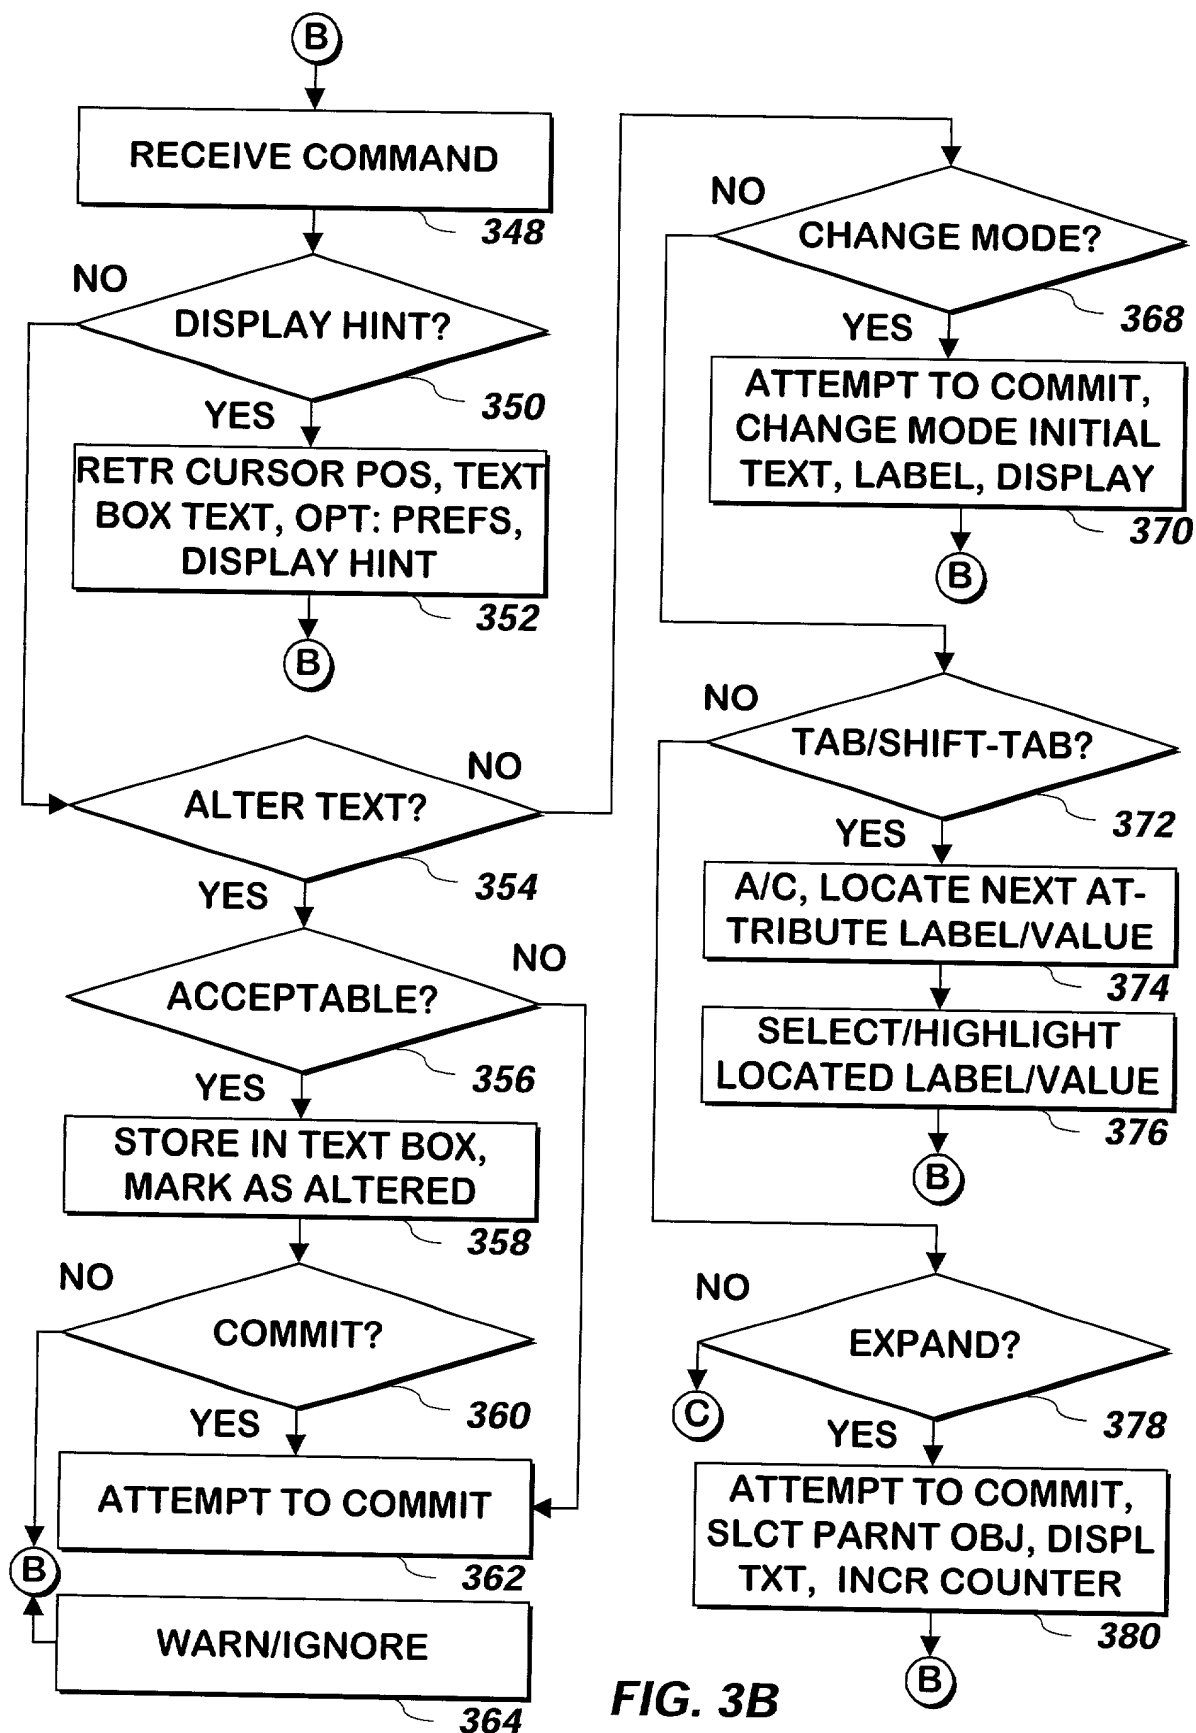 B
RECEIVE COMMAND
348
NO
DISPLAY HINT?
350
YES
RETR CURSOR POS, TEXT
BOX TEXT, OPT: PREFS,
DISPLAY HINT
352
B
NO
ALTER TEXT?
354
YES
NO
ACCEPTABLE?
356
YES
STORE IN TEXT BOX,
MARK AS ALTERED
358
NO
COMMIT?
360
YES
ATTEMPT TO COMMIT
362
B
WARN/IGNORE
364
NO
CHANGE MODE?
368
YES
ATTEMPT TO COMMIT,
CHANGE MODE INITIAL
TEXT, LABEL, DISPLAY
370
B
NO
TAB/SHIFT-TAB?
372
YES
A/C, LOCATE NEXT AT-
TRIBUTE LABEL/VALUE
374
SELECT/HIGHLIGHT
LOCATED LABEL/VALUE
376
B
NO
EXPAND?
378
C
YES
ATTEMPT TO COMMIT,
SLCT PARNT OBJ, DISPL
TXT, INCR COUNTER
380
B
FIG. 3B